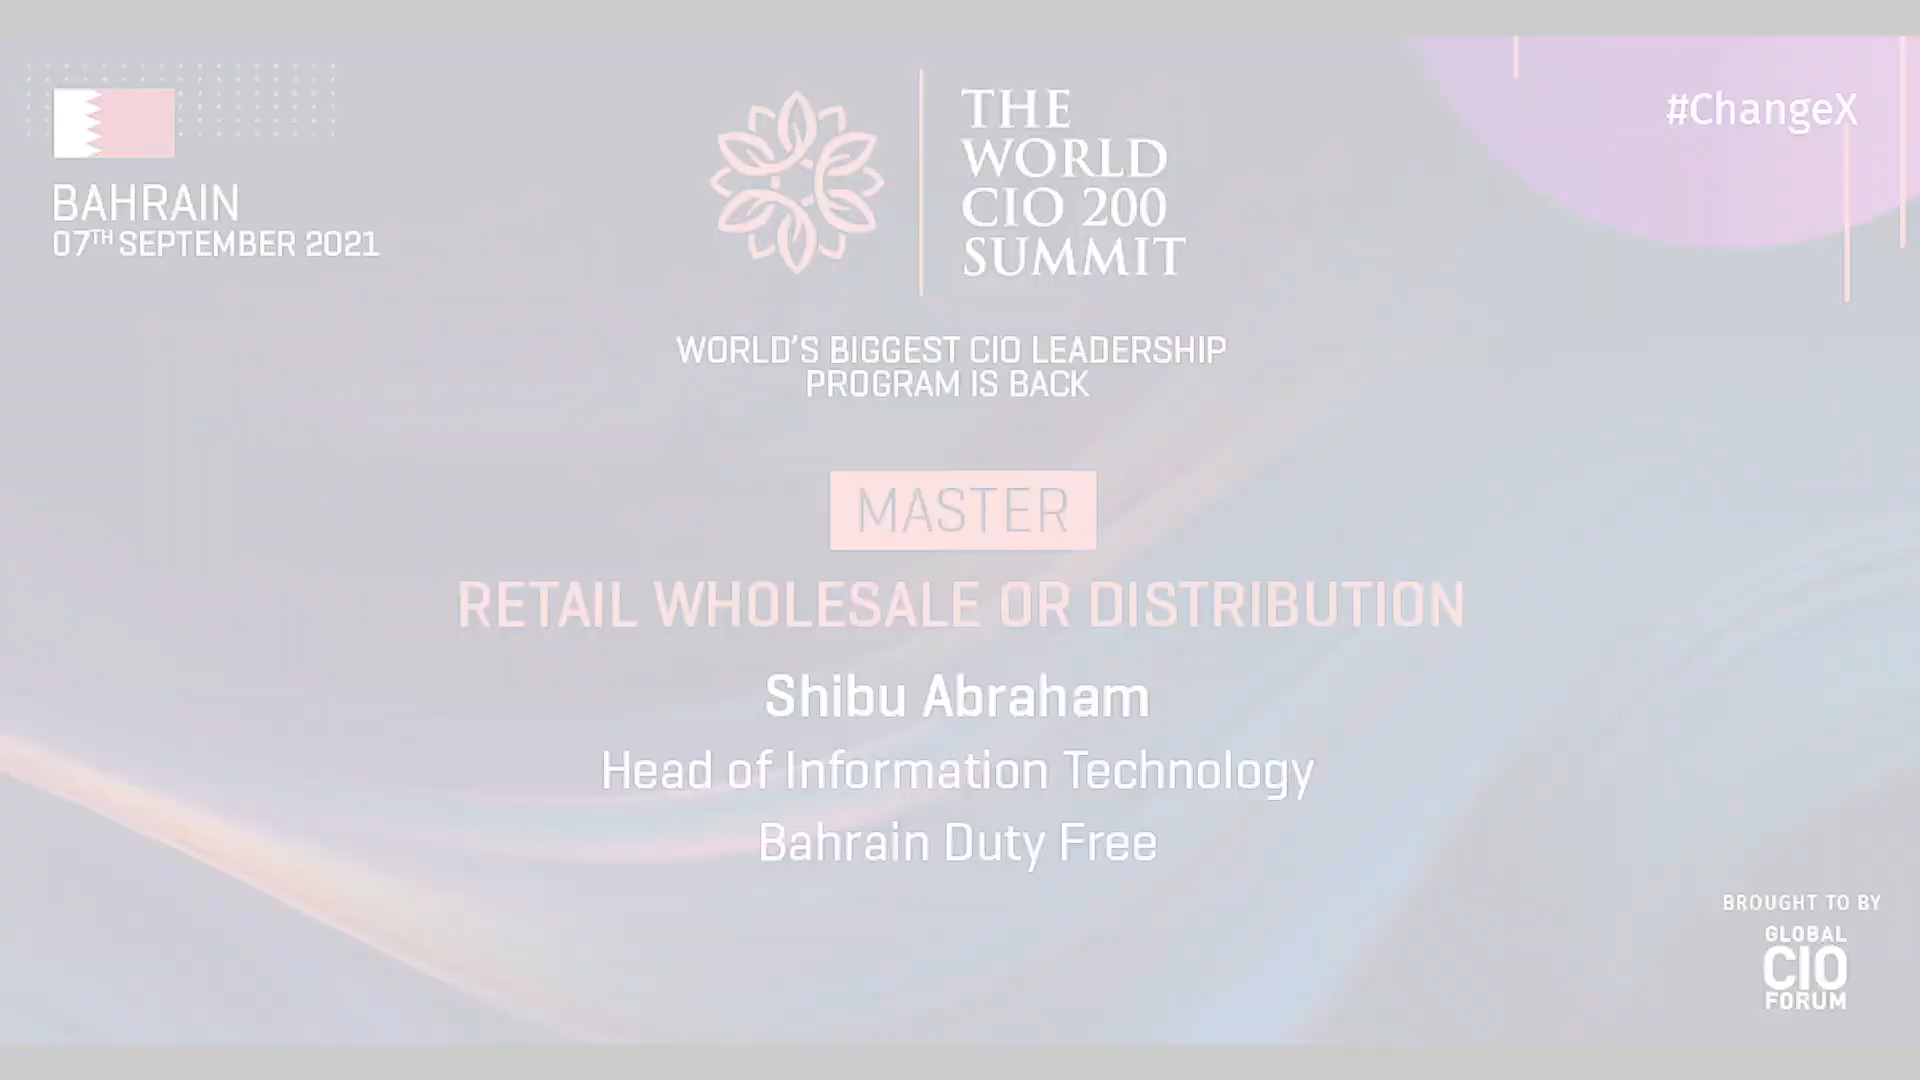 BAHRAIN
07TH SEPTEMBER 2021
THE
WORLD
CIO 200
SUMMIT
#ChangeX
WORLD'S BIGGEST CIO LEADERSHIP
PROGRAM IS BACK
MASTER
RETAIL WHOLESALE OR DISTRIBUTION
Shibu Abraham
Head of Information Technology
Bahrain Duty Free
BROUGHT TO BY
GLOBAL
CIO
FORUM